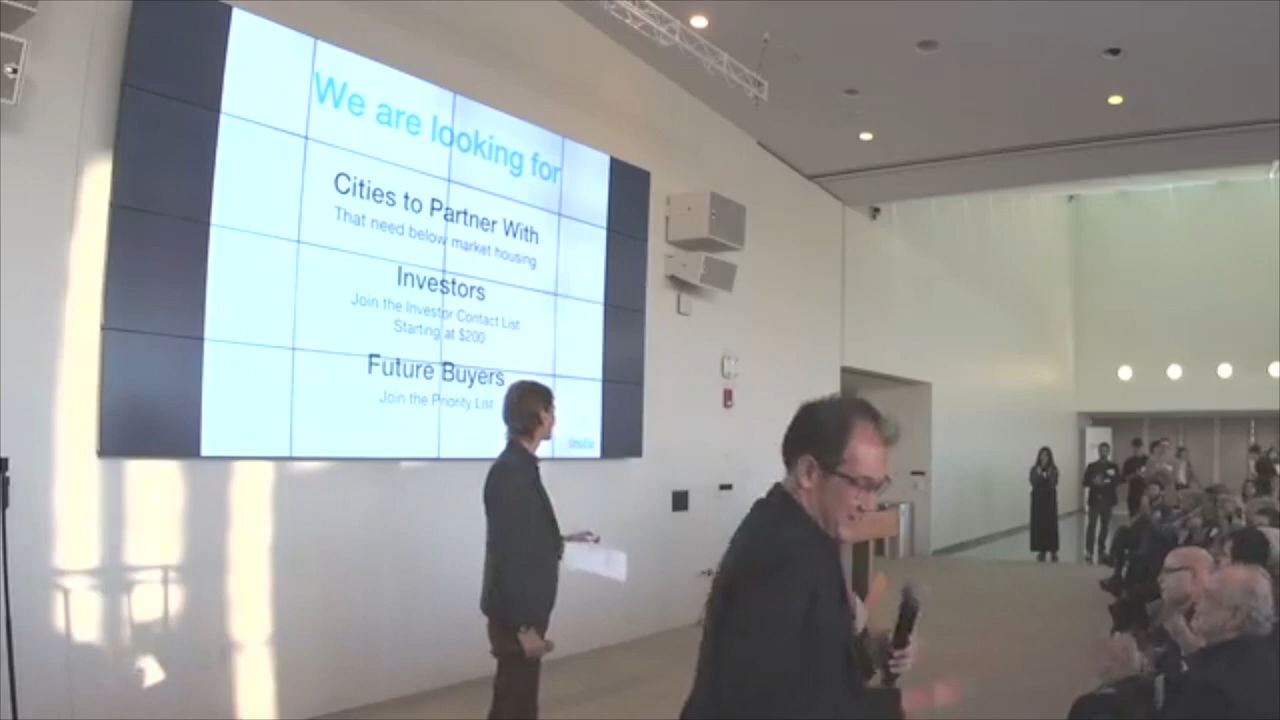 We are looking for
Cities to Partner With
That need below market housing
Investors
Join the Investor Contact List
Starting at $200
Future Buyers
Join the Priority List